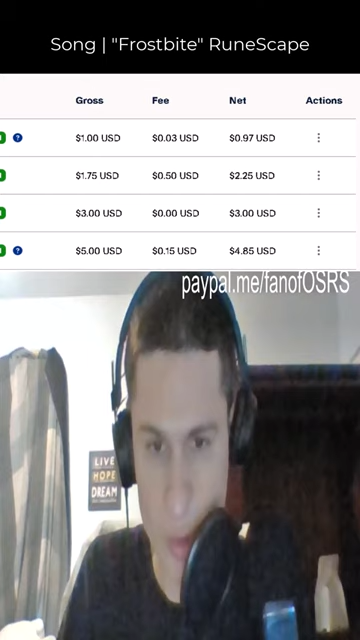 Song | "Frostbite" RuneScape
Gross Fee Net Actions
? $1.00 USD $0.03 USD $0.97 USD
$1.75 USD $0.50 USD $2.25 USD
$3.00 USD $0.00 USD $3.00 USD
? $5.00 USD $0.15 USD $4.85 USD
paypal.me/fanofOSRS
LIVE
HOPE
DREAM